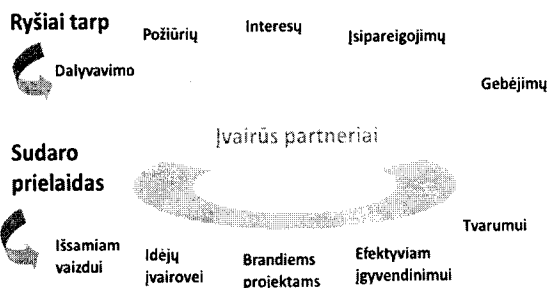 Ryšiai tarp
Požiūrių
Interesų
Įsipareigojimų
Dalyvavimo
Gebėjimų
Įvairūs partneriai
Sudaro
prielaidas
Tvarumui
Išsamiam
vaizdui
Idėjų
įvairovei
Brandiems
projektams
Efektyviam
įgyvendinimui